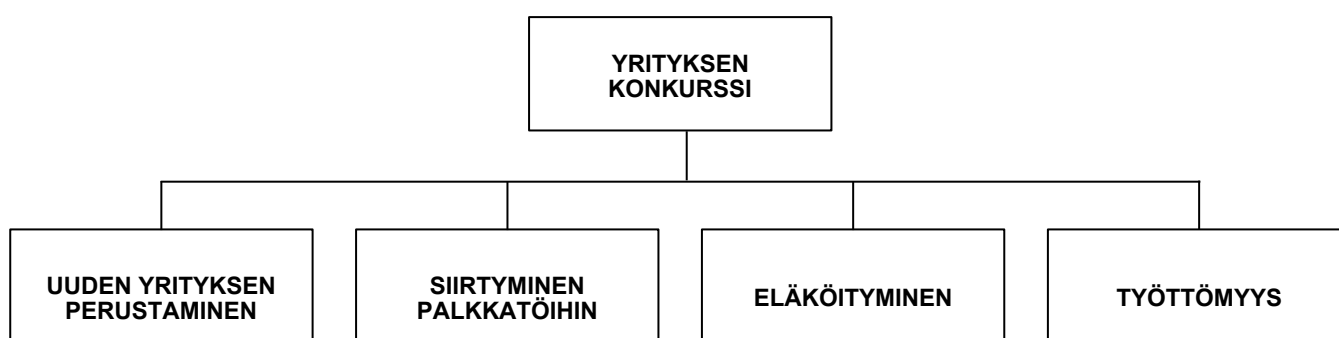 YRITYKSEN
KONKURSSI
UUDEN YRITYKSEN
PERUSTAMINEN
SIIRTYMINEN
PALKKATÖIHIN
ELÄKÖITYMINEN
TYÖTTÖMYYS